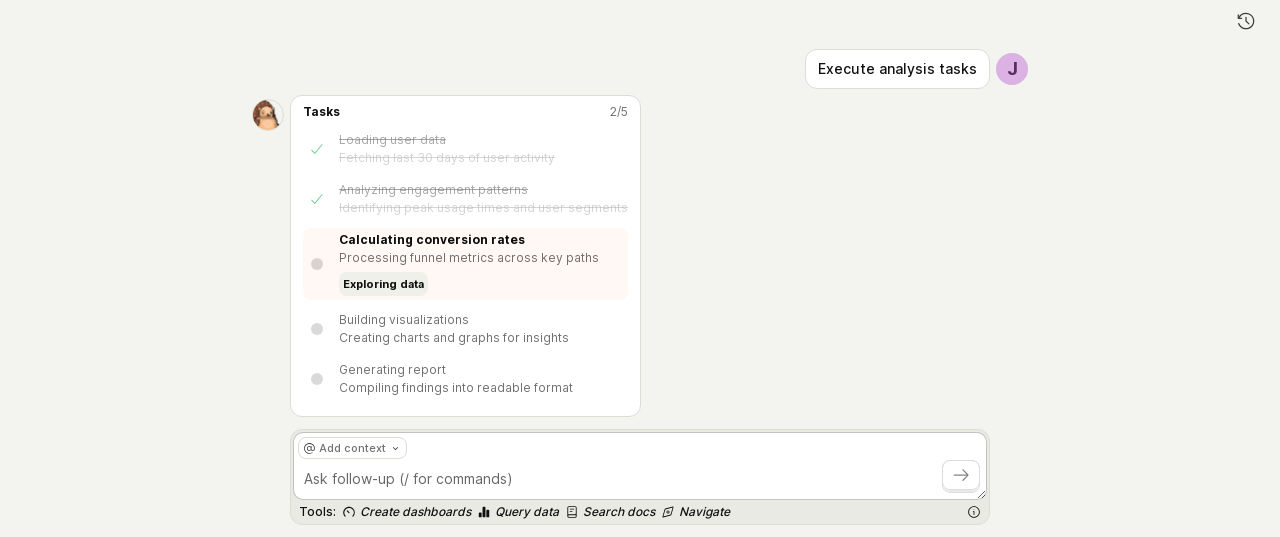 Execute analysis tasks
J
Tasks
2/5
Loading user data
Fetching last 30 days of user activity
Analyzing engagement patterns
Identifying peak usage times and user segments
Calculating conversion rates
Processing funnel metrics across key paths
Exploring data
Building visualizations
Creating charts and graphs for insights
Generating report
Compiling findings into readable format
@ Add context
Ask follow-up (/ for commands)
Tools: Create dashboards Query data Search docs Navigate